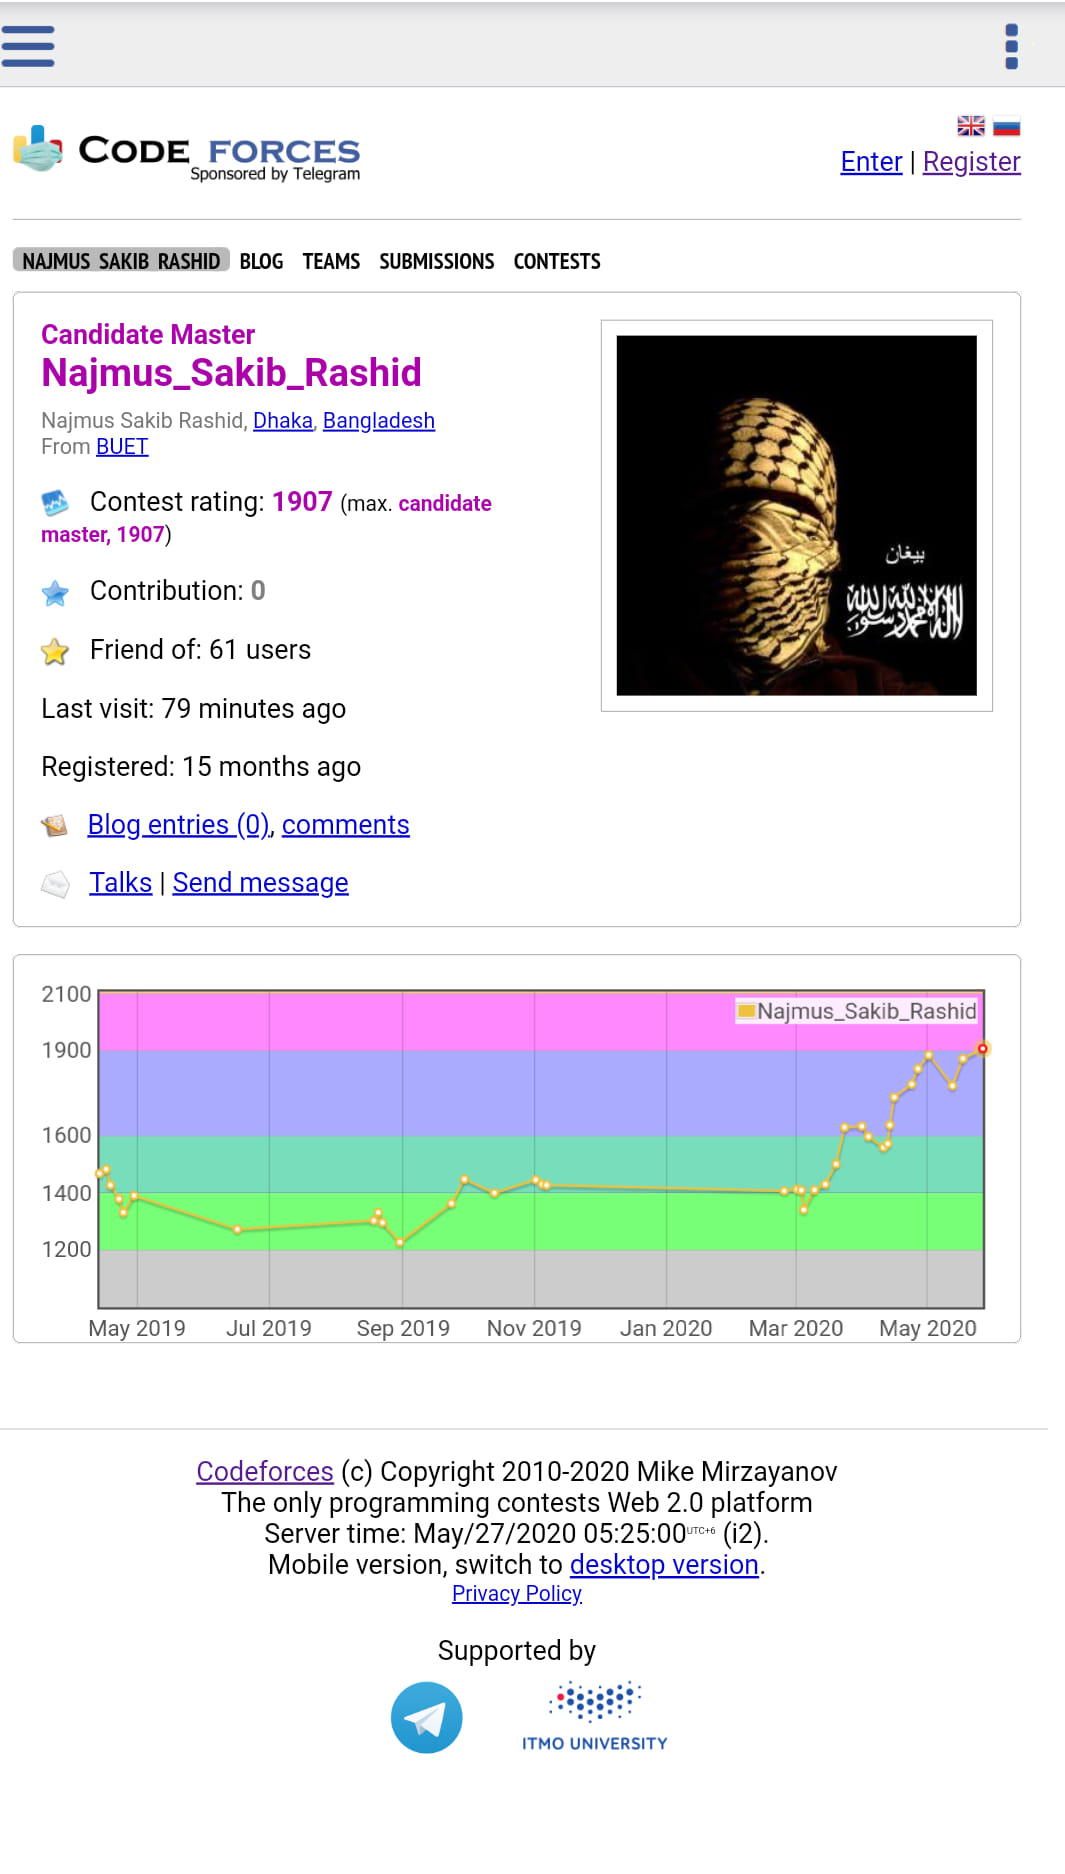 CODE FORCES
Sponsored by Telegram
Enter | Register
NAJMUS_SAKIB_RASHID BLOG TEAMS SUBMISSIONS CONTESTS
Candidate Master
Najmus_Sakib_Rashid
Najmus Sakib Rashid, Dhaka, Bangladesh
From BUET
Contest rating: 1907 (max. candidate
master, 1907)
Contribution: 0
Friend of: 61 users
Last visit: 79 minutes ago
Registered: 15 months ago
Blog entries (0), comments
Talks | Send message
بيغان
لا إله إلا الله محمد رسول الله
2100
1900
1600
1400
1200
Najmus_Sakib_Rashid
May 2019 Jul 2019 Sep 2019 Nov 2019 Jan 2020 Mar 2020 May 2020
Codeforces (c) Copyright 2010-2020 Mike Mirzayanov
The only programming contests Web 2.0 platform
Server time: May/27/2020 05:25:00 UTC+6 (i2).
Mobile version, switch to desktop version.
Privacy Policy
Supported by
ITMO UNIVERSITY